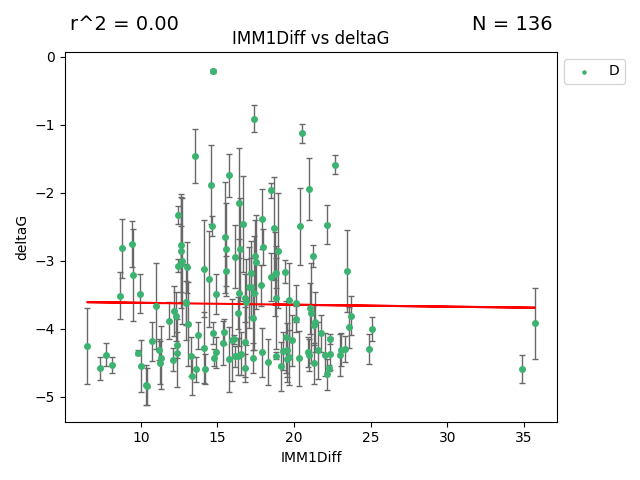 r^2 = 0.00
N = 136
IMM1Diff vs deltaG
D
deltaG
0
−1
−2
−3
−4
−5
10 15 20 25 30 35
IMM1Diff